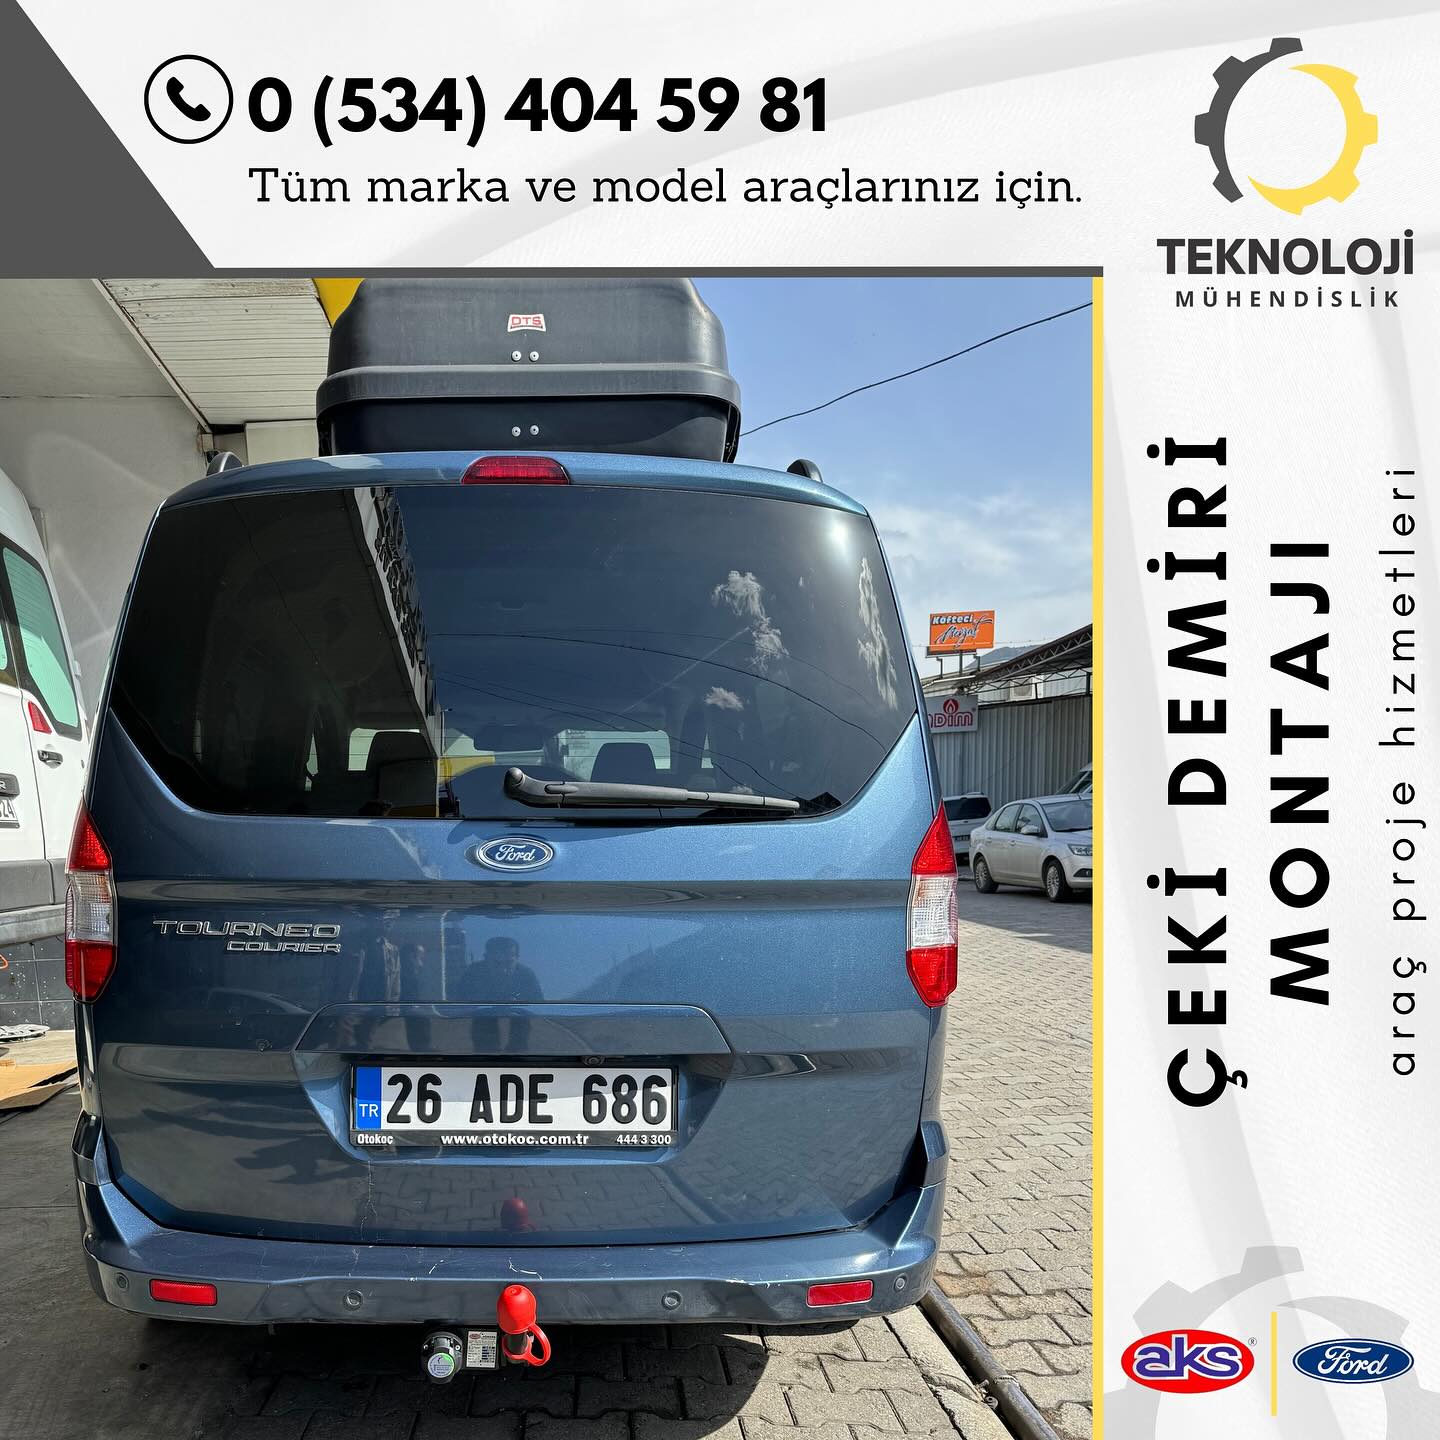 0 (534) 404 59 81
Tüm marka ve model araçlarınız için.
TEKNOLOJİ
MÜHENDİSLİK
ÇEKİ DEMİRİ
MONTAJI
araç proje hizmetleri
OTS
Köfteci
Ford
TOURNEO
COURIER
TR 26 ADE 686
Otokoç www.otokoc.com.tr 444 3 300
aks ®
Ford